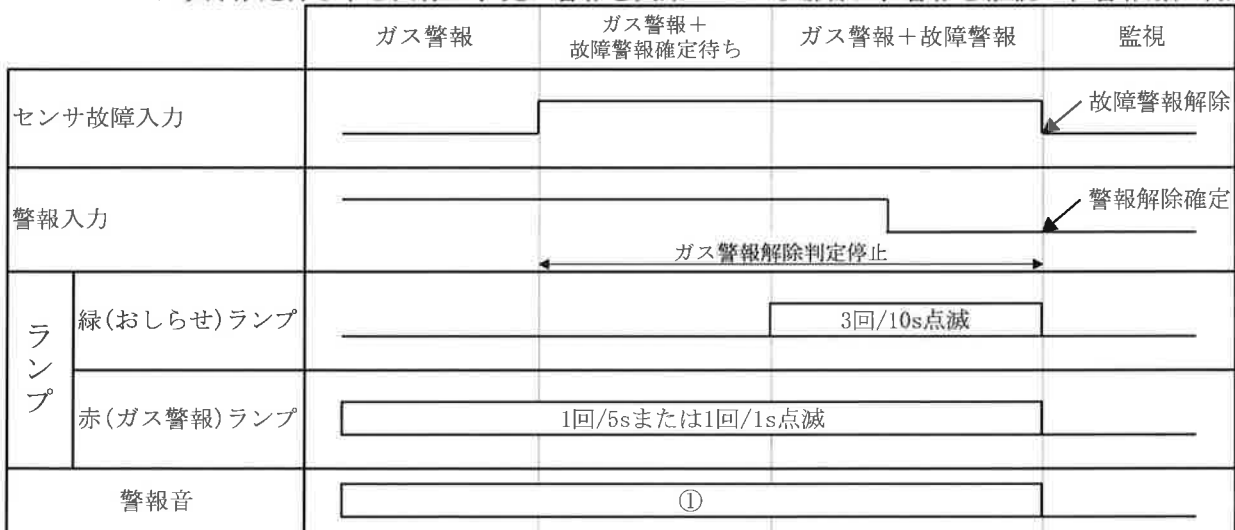 ガス警報
ガス警報＋
故障警報確定待ち
ガス警報＋故障警報
監視
センサ故障入力
故障警報解除
警報入力
警報解除確定
ガス警報解除判定停止
ランプ
緑(おしらせ)ランプ
3回/10s点滅
赤(ガス警報)ランプ
1回/5sまたは1回/1s点滅
警報音
①